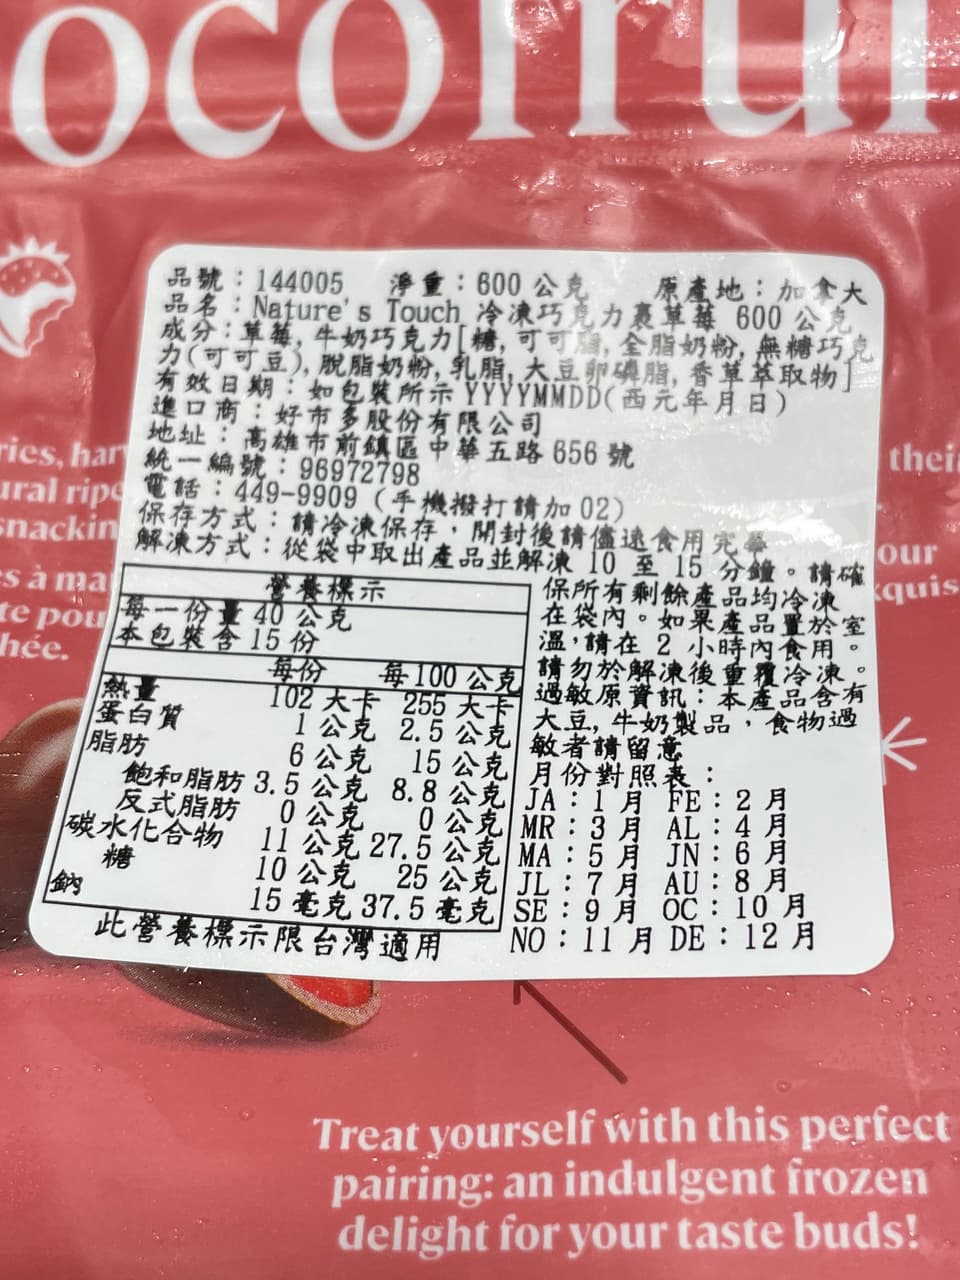 ocofrui
品號：144005 淨重：600 公克 原產地：加拿大
品名：Nature's Touch 冷凍巧克力裹草莓 600 公克
成分：草莓, 牛奶巧克力[糖, 可可脂, 全脂奶粉, 無糖巧克
力(可可豆), 脫脂奶粉, 乳脂, 大豆卵磷脂, 香草萃取物]
有效日期：如包裝所示 YYYYMMDD(西元年月日)
進口商：好市多股份有限公司
地址：高雄市前鎮區中華五路 656 號
統一編號：96972798
電話：449-9909 (手機撥打請加 02)
保存方式：請冷凍保存，開封後請儘速食用完畢
解凍方式：從袋中取出產品並解凍 10 至 15 分鐘。請確
保所有剩餘產品均冷凍
在袋內。如果產品置於室
溫，請在 2 小時內食用。
請勿於解凍後重覆冷凍。
過敏原資訊：本產品含有
大豆, 牛奶製品，食物過
敏者請留意
月份對照表：
JA：1 月 FE：2 月
MR：3 月 AL：4 月
MA：5 月 JN：6 月
JL：7 月 AU：8 月
SE：9 月 OC：10 月
NO：11 月 DE：12 月
營養標示
每一份量 40 公克
本包裝含 15 份
每份 每 100 公克
熱量 102 大卡 255 大卡
蛋白質 1 公克 2.5 公克
脂肪 6 公克 15 公克
飽和脂肪 3.5 公克 8.8 公克
反式脂肪 0 公克 0 公克
碳水化合物 11 公克 27.5 公克
糖 10 公克 25 公克
鈉 15 毫克 37.5 毫克
此營養標示限台灣適用
ries, har
ural ripe
snackin
es à ma
te pou
hée.
their
our
xquis
Treat yourself with this perfect
pairing: an indulgent frozen
delight for your taste buds!